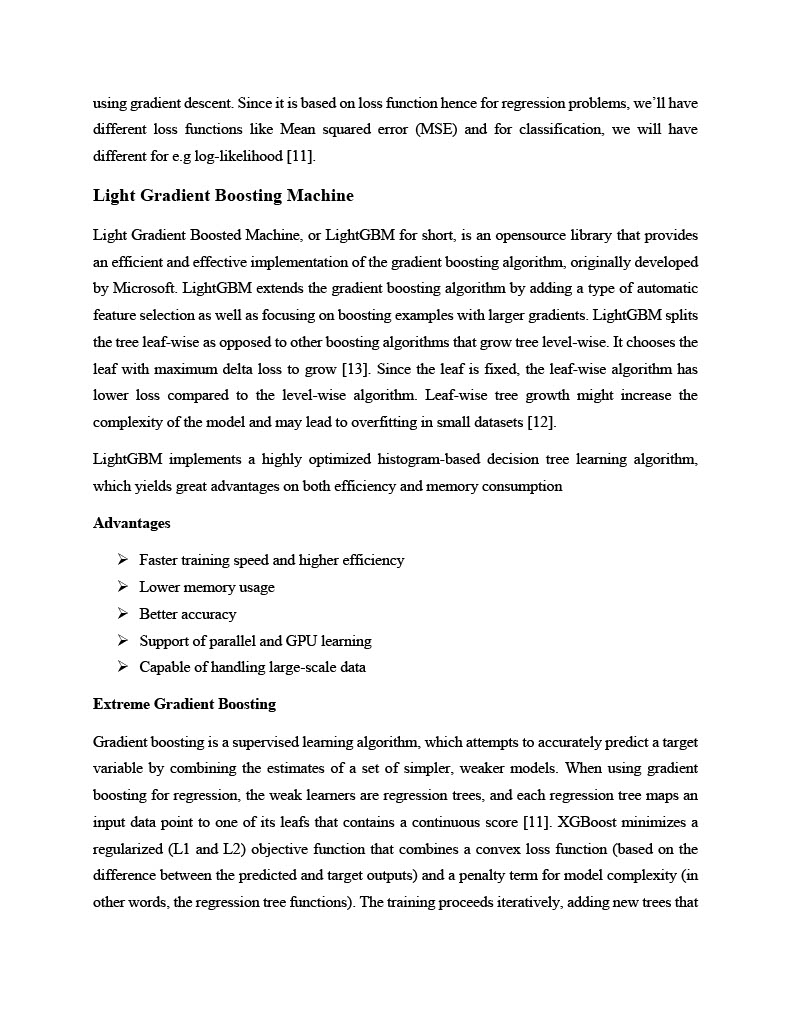 using gradient descent. Since it is based on loss function hence for regression problems, we’ll have
different loss functions like Mean squared error (MSE) and for classification, we will have
different for e.g log-likelihood [11].
Light Gradient Boosting Machine
Light Gradient Boosted Machine, or LightGBM for short, is an opensource library that provides
an efficient and effective implementation of the gradient boosting algorithm, originally developed
by Microsoft. LightGBM extends the gradient boosting algorithm by adding a type of automatic
feature selection as well as focusing on boosting examples with larger gradients. LightGBM splits
the tree leaf-wise as opposed to other boosting algorithms that grow tree level-wise. It chooses the
leaf with maximum delta loss to grow [13]. Since the leaf is fixed, the leaf-wise algorithm has
lower loss compared to the level-wise algorithm. Leaf-wise tree growth might increase the
complexity of the model and may lead to overfitting in small datasets [12].
LightGBM implements a highly optimized histogram-based decision tree learning algorithm,
which yields great advantages on both efficiency and memory consumption
Advantages
➢ Faster training speed and higher efficiency
➢ Lower memory usage
➢ Better accuracy
➢ Support of parallel and GPU learning
➢ Capable of handling large-scale data
Extreme Gradient Boosting
Gradient boosting is a supervised learning algorithm, which attempts to accurately predict a target
variable by combining the estimates of a set of simpler, weaker models. When using gradient
boosting for regression, the weak learners are regression trees, and each regression tree maps an
input data point to one of its leafs that contains a continuous score [11]. XGBoost minimizes a
regularized (L1 and L2) objective function that combines a convex loss function (based on the
difference between the predicted and target outputs) and a penalty term for model complexity (in
other words, the regression tree functions). The training proceeds iteratively, adding new trees that